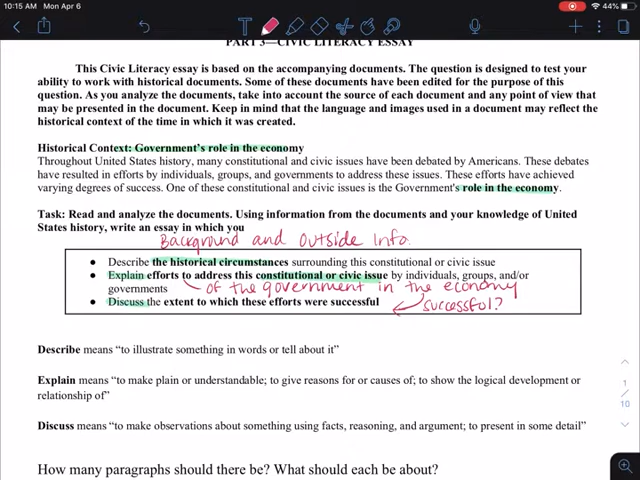 10:15 AM Mon Apr 6
44%
PART 3—CIVIC LITERACY ESSAY
This Civic Literacy essay is based on the accompanying documents. The question is designed to test your
ability to work with historical documents. Some of these documents have been edited for the purpose of this
question. As you analyze the documents, take into account the source of each document and any point of view that
may be presented in the document. Keep in mind that the language and images used in a document may reflect the
historical context of the time in which it was created.
Historical Context: Government's role in the economy
Throughout United States history, many constitutional and civic issues have been debated by Americans. These debates
have resulted in efforts by individuals, groups, and governments to address these issues. These efforts have achieved
varying degrees of success. One of these constitutional and civic issues is the Government's role in the economy.
Task: Read and analyze the documents. Using information from the documents and your knowledge of United
States history, write an essay in which you
Background and Outside Info.
• Describe the historical circumstances surrounding this constitutional or civic issue
• Explain efforts to address this constitutional or civic issue by individuals, groups, and/or
governments of the government in the economy
• Discuss the extent to which these efforts were successful
successful?
Describe means "to illustrate something in words or tell about it"
Explain means "to make plain or understandable; to give reasons for or causes of; to show the logical development or
relationship of"
Discuss means "to make observations about something using facts, reasoning, and argument; to present in some detail"
How many paragraphs should there be? What should each be about?
1
/
10